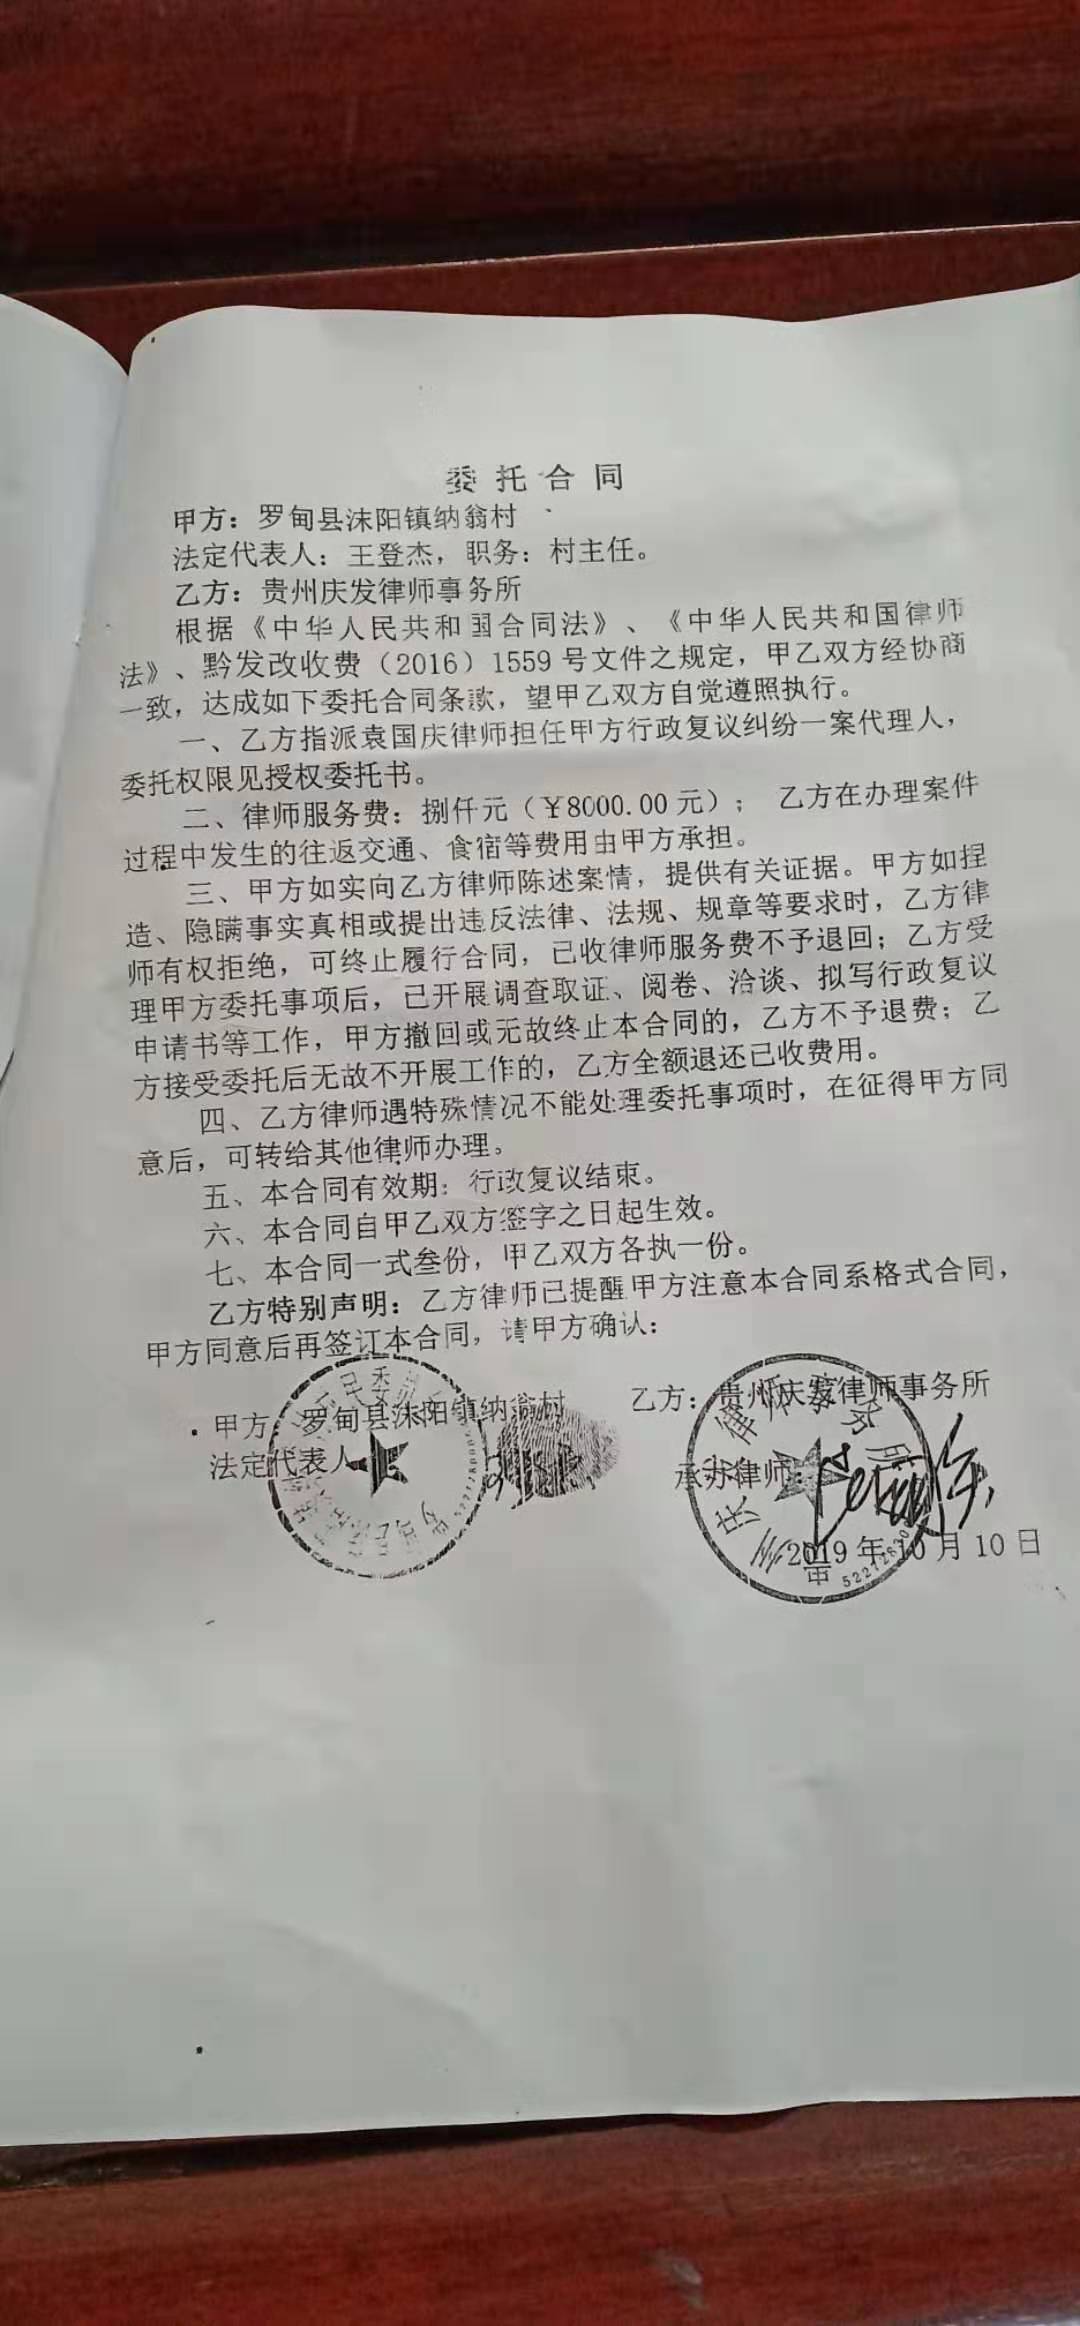 委托合同
甲方：罗甸县沫阳镇纳翁村
法定代表人：王登杰，职务：村主任。
乙方：贵州庆发律师事务所
根据《中华人民共和国合同法》、《中华人民共和国律师
法》、黔发改收费（2016）1559号文件之规定，甲乙双方经协商
一致，达成如下委托合同条款，望甲乙双方自觉遵照执行。
一、乙方指派袁国庆律师担任甲方行政复议纠纷一案代理人，
委托权限见授权委托书。
二、律师服务费：捌仟元（￥8000.00元）； 乙方在办理案件
过程中发生的往返交通、食宿等费用由甲方承担。
三、甲方如实向乙方律师陈述案情，提供有关证据。甲方如捏
造、隐瞒事实真相或提出违反法律、法规、规章等要求时，乙方律
师有权拒绝，可终止履行合同，已收律师服务费不予退回；乙方受
理甲方委托事项后，已开展调查取证、阅卷、洽谈、拟写行政复议
申请书等工作，甲方撤回或无故终止本合同的，乙方不予退费；乙
方接受委托后无故不开展工作的，乙方全额退还已收费用。
四、乙方律师遇特殊情况不能处理委托事项时，在征得甲方同
意后，可转给其他律师办理。
五、本合同有效期：行政复议结束。
六、本合同自甲乙双方签字之日起生效。
七、本合同一式叁份，甲乙双方各执一份。
乙方特别声明：乙方律师已提醒甲方注意本合同系格式合同，
甲方同意后再签订本合同，请甲方确认：
甲方：罗甸县沫阳镇纳翁村
乙方：贵州庆发律师事务所
法定代表人
承办律师：
2019年10月10日